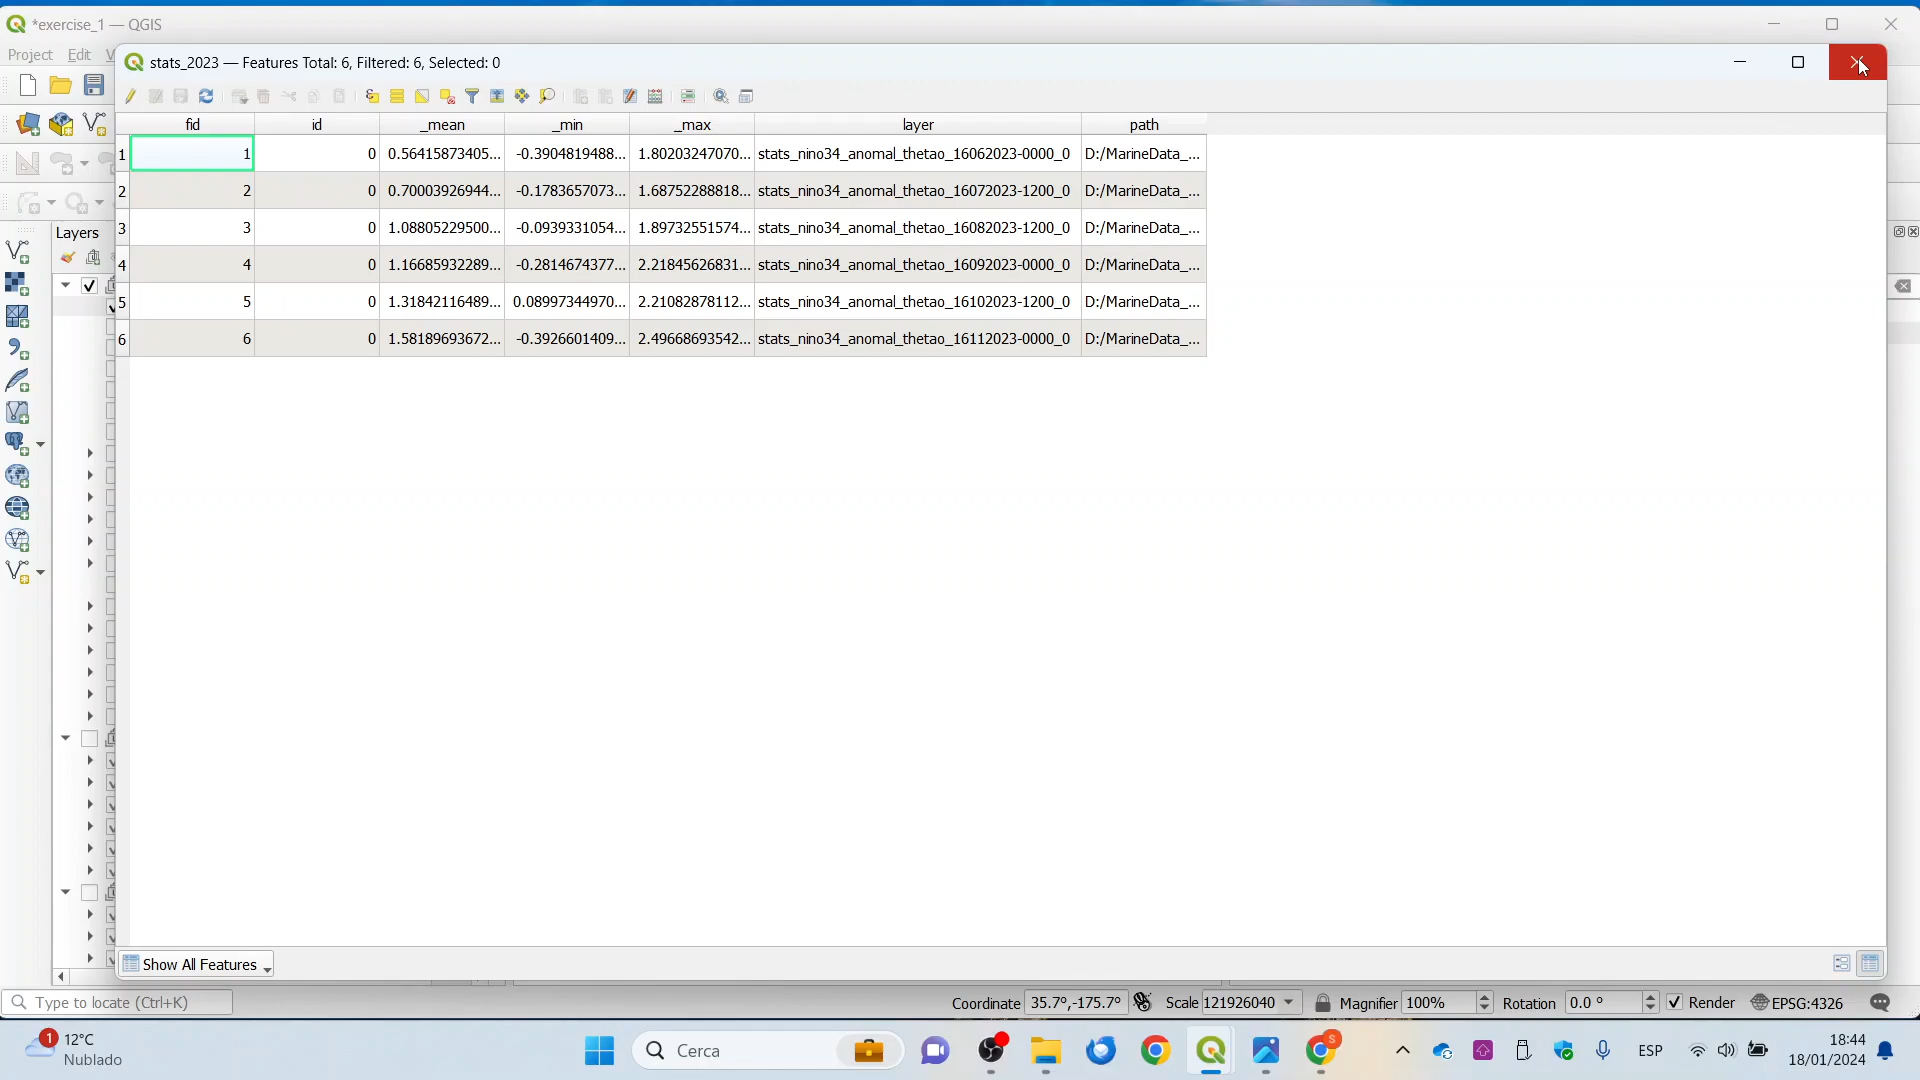 *exercise_1 — QGIS
Project Edit V
stats_2023 — Features Total: 6, Filtered: 6, Selected: 0
fid id _mean _min _max layer path
1 1 0 0.56415873405... -0.3904819488... 1.80203247070... stats_nino34_anomal_thetao_16062023-0000_0 D:/MarineData_...
2 2 0 0.70003926944... -0.1783657073... 1.68752288818... stats_nino34_anomal_thetao_16072023-1200_0 D:/MarineData_...
3 3 0 1.08805229500... -0.0939331054... 1.89732551574... stats_nino34_anomal_thetao_16082023-1200_0 D:/MarineData_...
4 4 0 1.16685932289... -0.2814674377... 2.21845626831... stats_nino34_anomal_thetao_16092023-0000_0 D:/MarineData_...
5 5 0 1.31842116489... 0.08997344970... 2.21082878112... stats_nino34_anomal_thetao_16102023-1200_0 D:/MarineData_...
6 6 0 1.58189693672... -0.3926601409... 2.49668693542... stats_nino34_anomal_thetao_16112023-0000_0 D:/MarineData_...
Layers
Show All Features
Type to locate (Ctrl+K) Coordinate 35.7°,-175.7° Scale 121926040 Magnifier 100% Rotation 0.0 ° Render EPSG:4326
1 12°C
Nublado
Cerca
S
ESP
18:44
18/01/2024